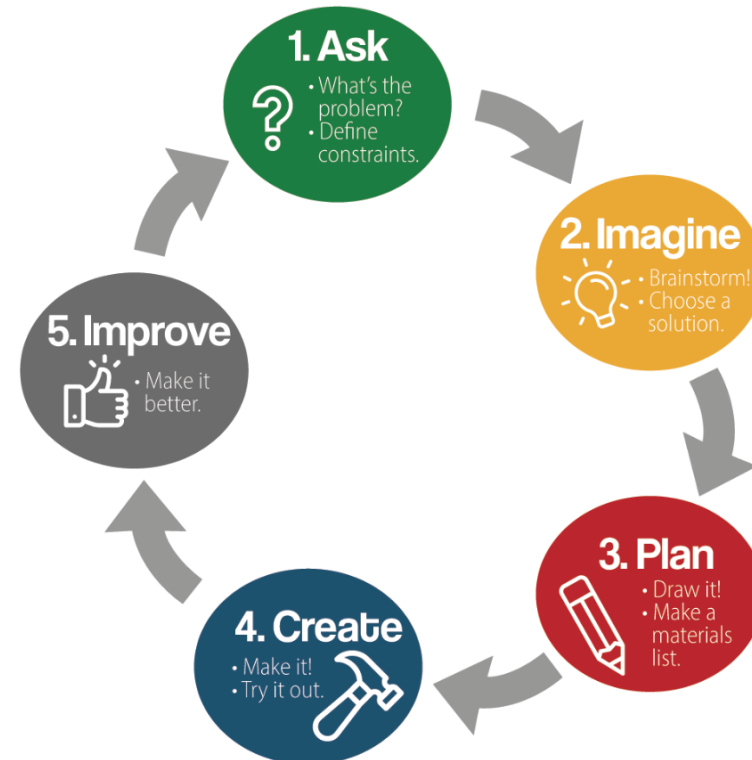 1. Ask
• What's the
problem?
• Define
constraints.
2. Imagine
• Brainstorm!
• Choose a
solution.
3. Plan
• Draw it!
• Make a
materials
list.
4. Create
• Make it!
• Try it out.
5. Improve
• Make it
better.